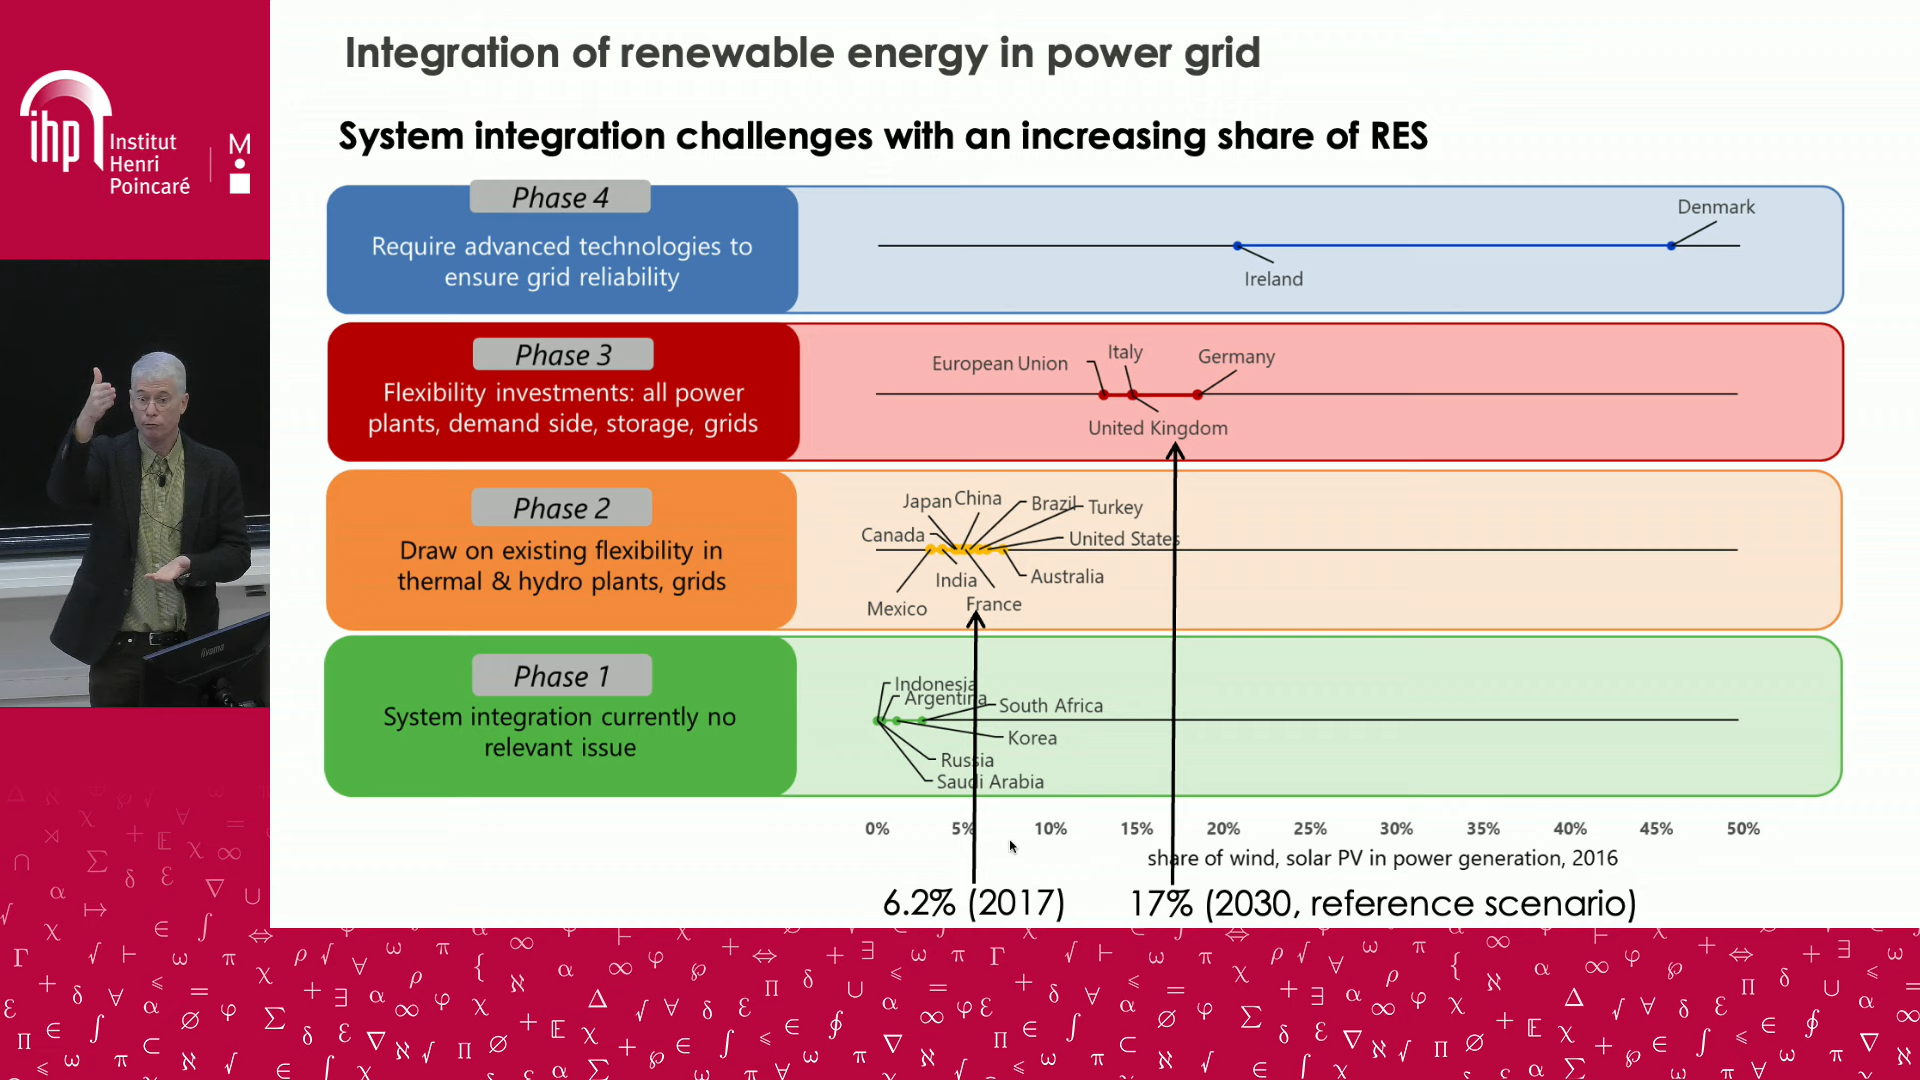 ihp
Institut
Henri
Poincaré
M
Integration of renewable energy in power grid
System integration challenges with an increasing share of RES
Phase 4
Require advanced technologies to
ensure grid reliability
Denmark
Ireland
Phase 3
Flexibility investments: all power
plants, demand side, storage, grids
European Union
Italy
Germany
United Kingdom
Phase 2
Draw on existing flexibility in
thermal & hydro plants, grids
Japan
China
Brazil
Turkey
Canada
United States
India
Australia
Mexico
France
Phase 1
System integration currently no
relevant issue
Indonesia
Argentina
South Africa
Korea
Russia
Saudi Arabia
0% 5% 10% 15% 20% 25% 30% 35% 40% 45% 50%
share of wind, solar PV in power generation, 2016
6.2% (2017) 17% (2030, reference scenario)